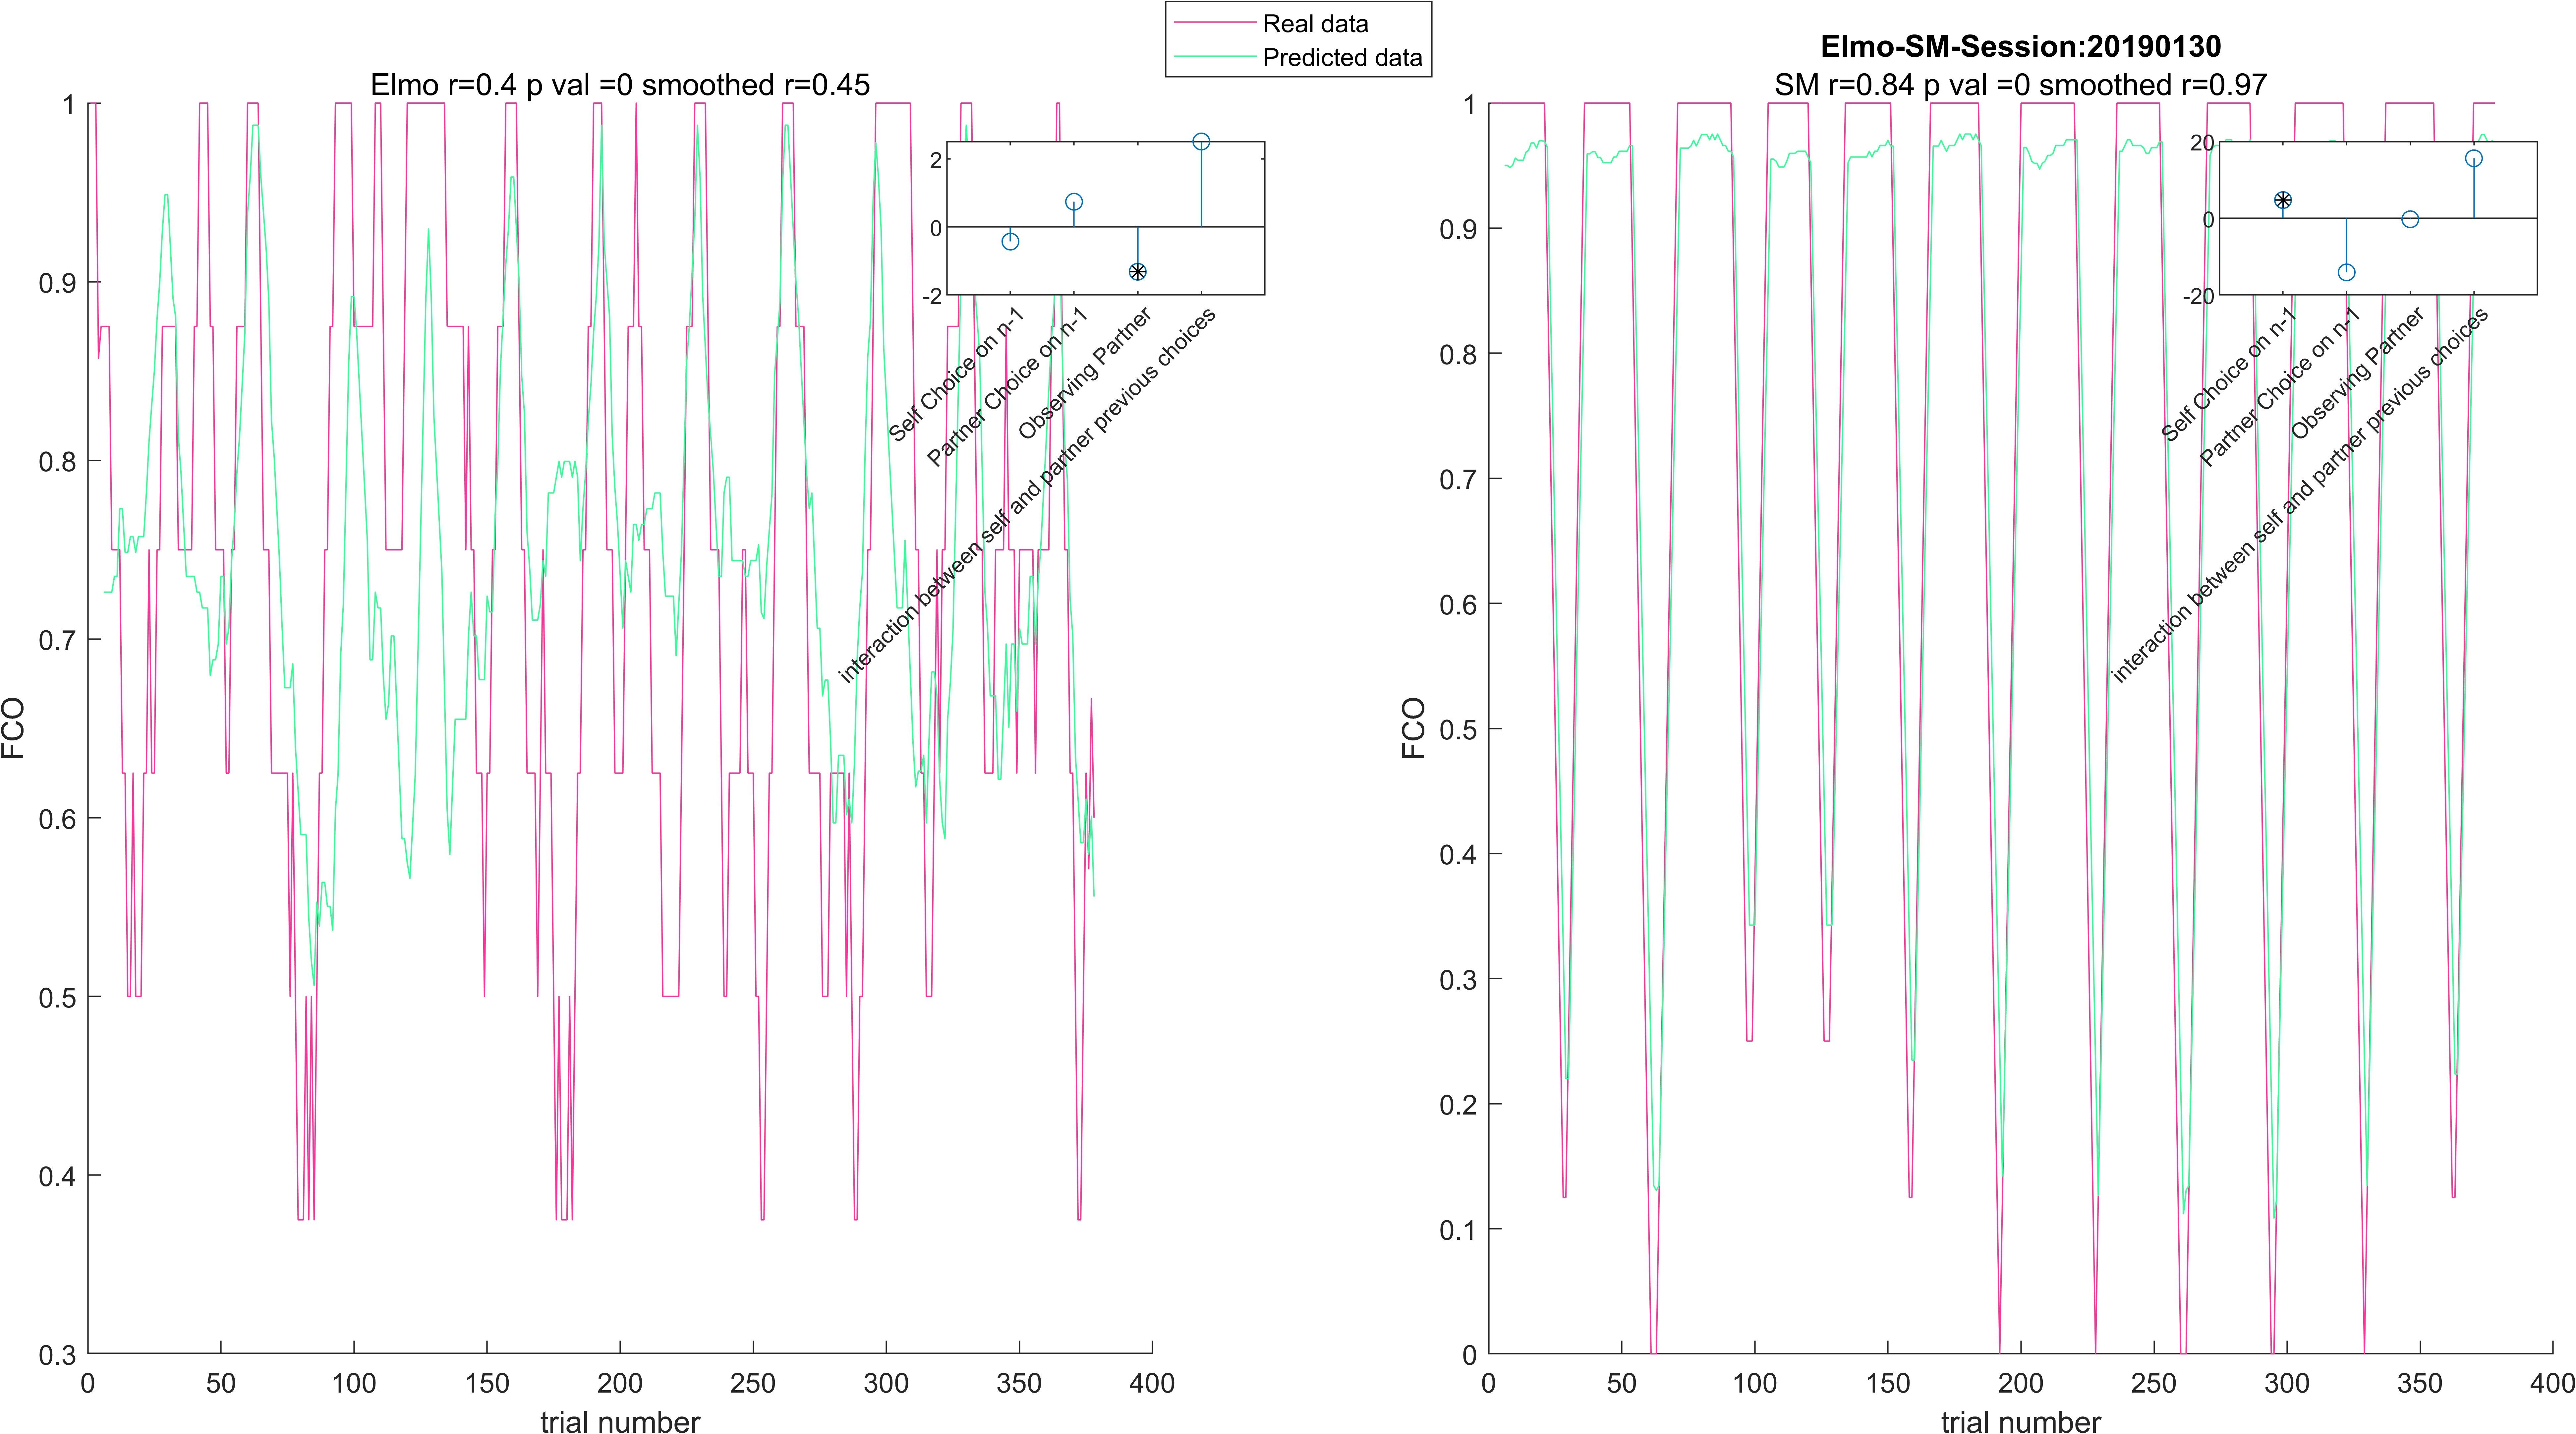 Real data
Predicted data
Elmo-SM-Session:20190130
Elmo r=0.4 p val =0 smoothed r=0.45
SM r=0.84 p val =0 smoothed r=0.97
1
0.9
0.8
0.7
0.6
0.5
0.4
0.3
FCO
0
50
100
150
200
250
300
350
400
trial number
2
0
-2
Self Choice on n-1
Partner Choice on n-1
Observing Partner
interaction between self and partner previous choices
1
0.9
0.8
0.7
0.6
0.5
0.4
0.3
0.2
0.1
0
FCO
0
50
100
150
200
250
300
350
400
trial number
20
0
-20
Self Choice on n-1
Partner Choice on n-1
Observing Partner
interaction between self and partner previous choices